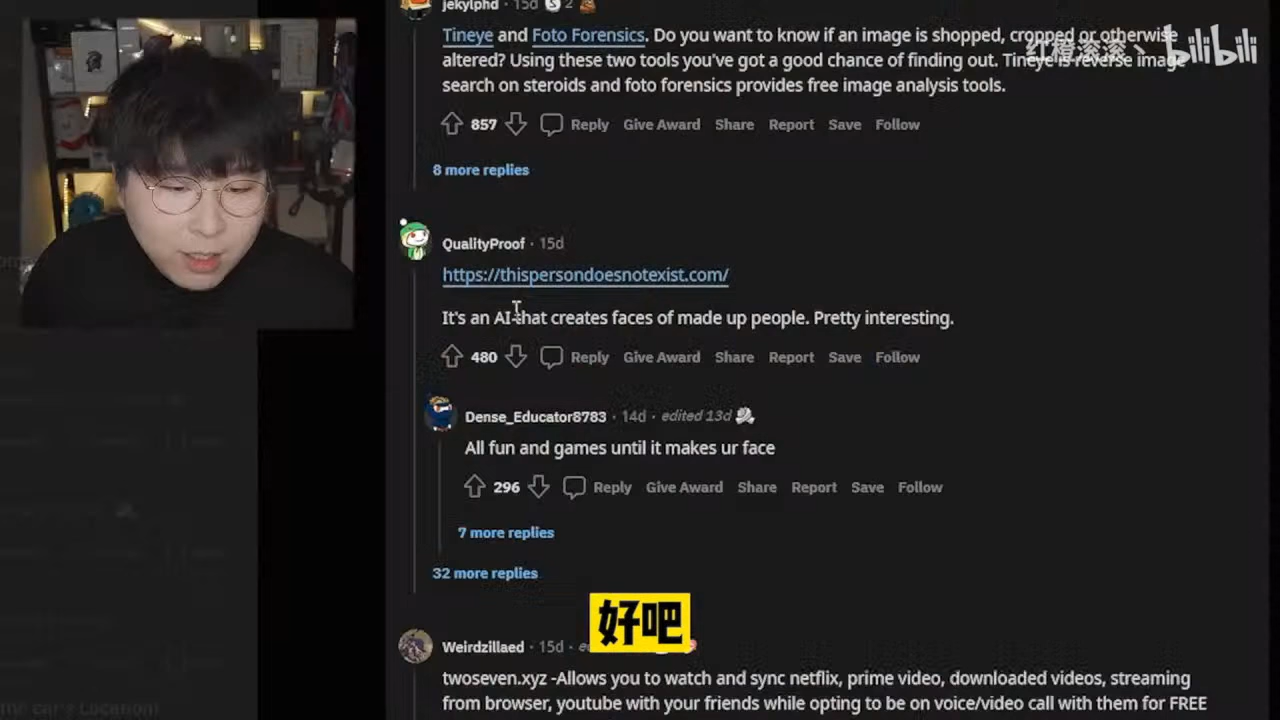 jekylphd · 15d 2
Tineye and Foto Forensics. Do you want to know if an image is shopped, cropped or otherwise
altered? Using these two tools you've got a good chance of finding out. Tineye is reverse image
search on steroids and foto forensics provides free image analysis tools.
红橙滚滚丶 bilibili
857 Reply Give Award Share Report Save Follow
8 more replies
QualityProof · 15d
https://thispersondoesnotexist.com/
It's an AI that creates faces of made up people. Pretty interesting.
480 Reply Give Award Share Report Save Follow
Dense_Educator8783 · 14d · edited 13d
All fun and games until it makes ur face
296 Reply Give Award Share Report Save Follow
7 more replies
32 more replies
好吧
Weirdzillaed · 15d ·
twoseven.xyz -Allows you to watch and sync netflix, prime video, downloaded videos, streaming
from browser, youtube with your friends while opting to be on voice/video call with them for FREE
car's Location!